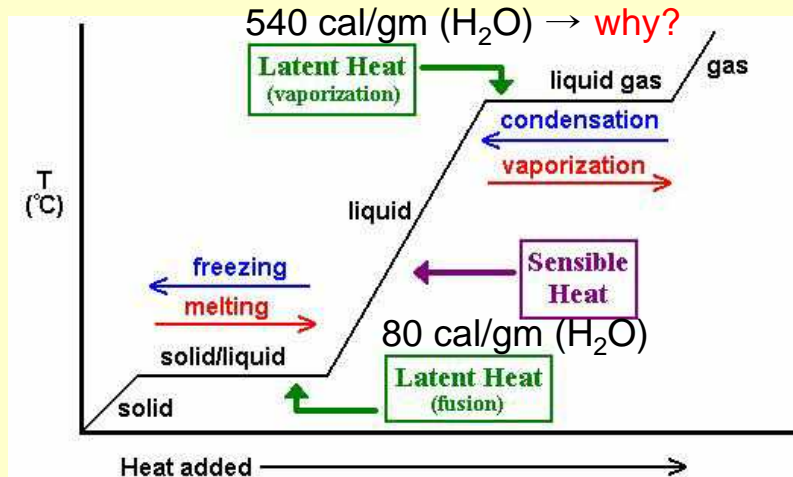 540 cal/gm (H₂O) → why?
Latent Heat
(vaporization)
liquid gas
gas
condensation
vaporization
T
(°C)
liquid
freezing
melting
Sensible
Heat
80 cal/gm (H₂O)
solid/liquid
Latent Heat
(fusion)
solid
Heat added